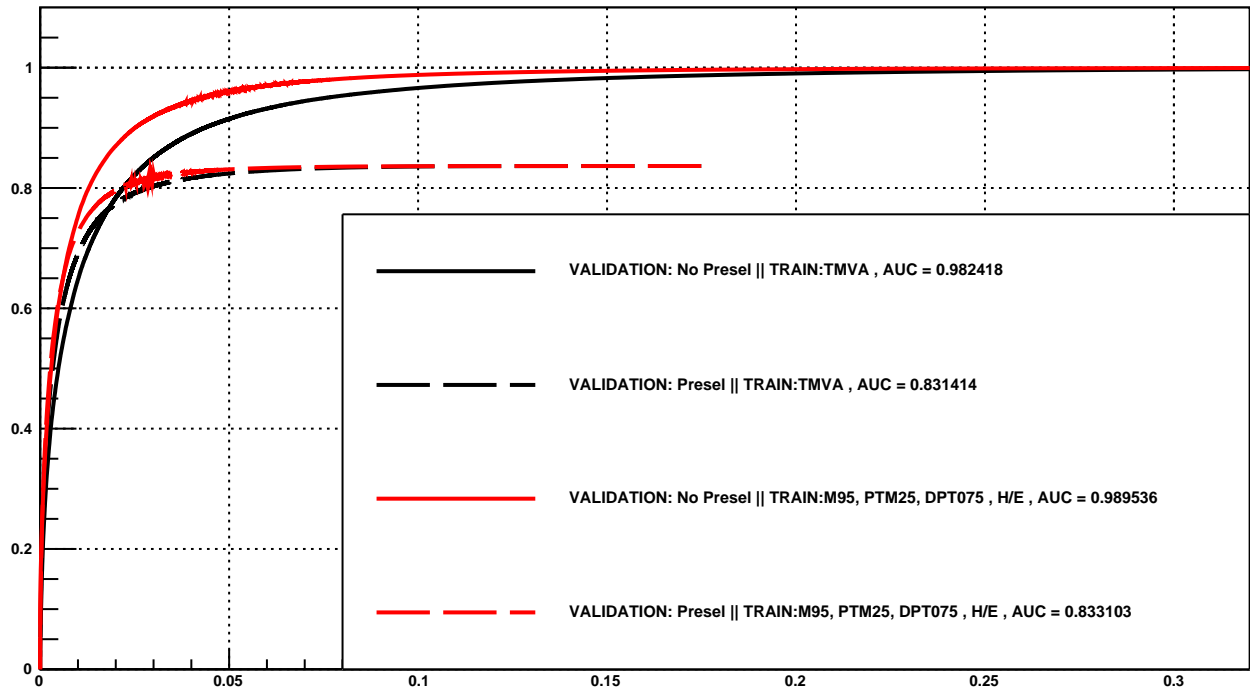 1
0.8
0.6
0.4
0.2
0
VALIDATION: No Presel || TRAIN:TMVA , AUC = 0.982418
VALIDATION: Presel || TRAIN:TMVA , AUC = 0.831414
VALIDATION: No Presel || TRAIN:M95, PTM25, DPT075 , H/E , AUC = 0.989536
VALIDATION: Presel || TRAIN:M95, PTM25, DPT075 , H/E , AUC = 0.833103
0 0.05 0.1 0.15 0.2 0.25 0.3